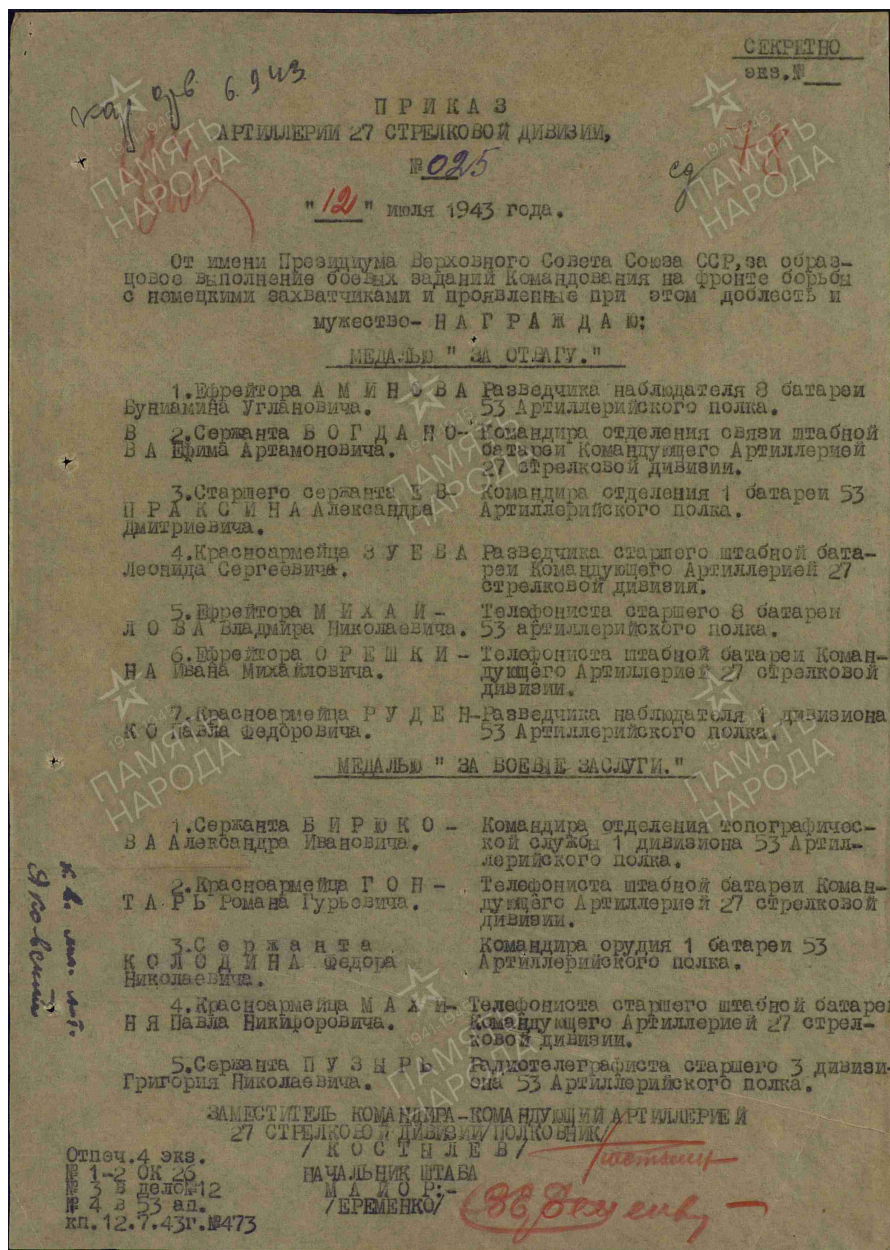 СЕКРЕТНО
экз.№
6.9.43
ПРИКАЗ
АРТИЛЛЕРИИ 27 СТРЕЛКОВОЙ ДИВИЗИИ,
№ 025
78
"12" июля 1943 года.
От имени Президиума Верховного Совета Союза ССР, за образ-
цовое выполнение боевых заданий Командования на фронте борьбы
с немецкими захватчиками и проявленные при этом доблесть и
мужество- НАГРАЖДАЮ:
МЕДАЛЬЮ " ЗА ОТВАГУ."
1.Ефрейтора АМИНОВА Разведчика наблюдателя 8 батареи
Буниамина Углановича. 53 Артиллерийского полка.
В 2.Сержанта БОГДАНО- Командира отделения связи штабной
ВА Ефима Артамоновича. батареи Командующего Артиллерией
27 стрелковой дивизии.
3.Старшего сержанта ЕВ- Командира отделения 1 батареи 53
ПРАКСИНА Александра Артиллерийского полка.
Дмитриевича.
4.Красноармейца ЗУЕВА Разведчика старшего штабной бата-
Леонида Сергеевича. реи Командующего Артиллерией 27
стрелковой дивизии.
5.Ефрейтора МИХАЙ- Телефониста старшего 8 батареи
ЛОВА Владмира Николаевича. 53 артиллерийского полка.
6.Ефрейтора ОРЕШКИ- Телефониста штабной батареи Коман-
НА Ивана Михайловича. дующего Артиллерией 27 стрелковой
дивизии.
7.Красноармейца РУДЕН-Разведчика наблюдателя 1 дивизиона
КО Павла Федоровича. 53 Артиллерийского полка.
МЕДАЛЬЮ " ЗА БОЕВЫЕ ЗАСЛУГИ."
1.Сержанта БИРЮКО- Командира отделения топографичес-
ВА Александра Ивановича. кой службы 1 дивизиона 53 Артил-
лерийского полка.
2.Красноармейца ГОН- Телефониста штабной батареи Коман-
ТАРЬ Романа Гурьевича. дующего Артиллерией 27 стрелковой
дивизии.
3.Сержанта Командира орудия 1 батареи 53
КОЛОДИНА Федора Артиллерийского полка.
Николаевича.
4.Красноармейца МАХИ- Телефониста старшего штабной батареи
НЯ Павла Никифоровича. Командующего Артиллерией 27 стрел-
ковой дивизии.
5.Сержанта ПУЗЫРЬ Радиотелеграфиста старшего 3 дивизи-
Григория Николаевича. она 53 Артиллерийского полка.
ЗАМЕСТИТЕЛЬ КОМАНДИРА-КОМАНДУЮЩИЙ АРТИЛЛЕРИЕЙ
27 СТРЕЛКОВОЙ ДИВИЗИИ/ПОЛКОВНИК/
/КОСТЫЛЕВ/
НАЧАЛЬНИК ШТАБА
МАЙОР:-
/ЕРЕМЕНКО/
Отпеч.4 экз.
№ 1-2 ОК 26
№ 3 в дело№12
№ 4 в 53 ап.
кп.12.7.43г.№473
ПАМЯТЬ
НАРОДА